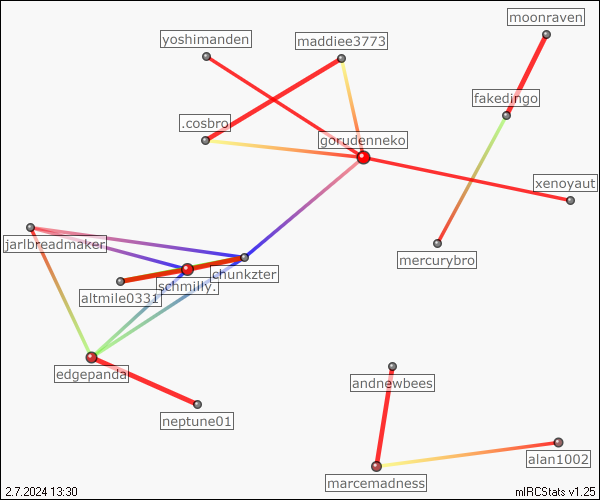 moonraven
yoshimanden
maddiee3773
fakedingo
.cosbro
gorudenneko
xenoyaut
jarlbreadmaker
mercurybro
chunkzter
schmilly.
altmile0331
edgepanda
andnewbees
neptune01
alan1002
marcemadness
2.7.2024 13:30
mIRCStats v1.25